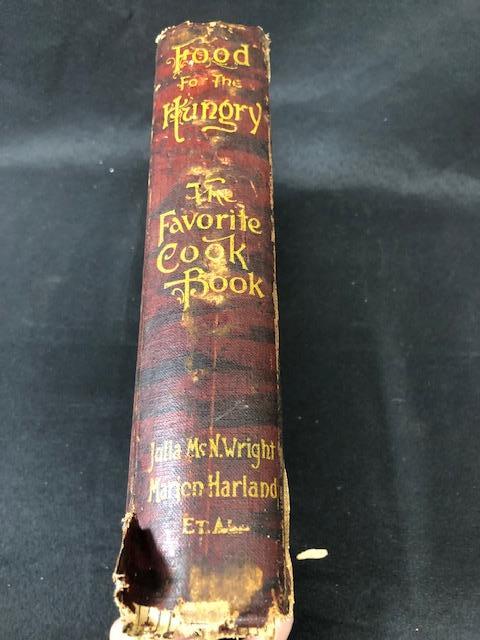 Food
For The
Hungry
The
Favorite
Cook
Book
Julia McN. Wright
Marion Harland
Et. Al.